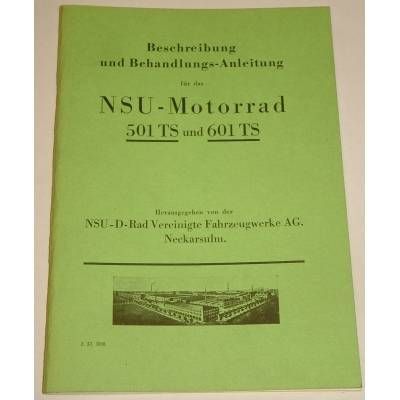 Beschreibung
und Behandlungs-Anleitung
für das
NSU-Motorrad
501 TS und 601 TS
Herausgegeben von der
NSU-D-Rad Vereinigte Fahrzeugwerke AG.
Neckarsulm.